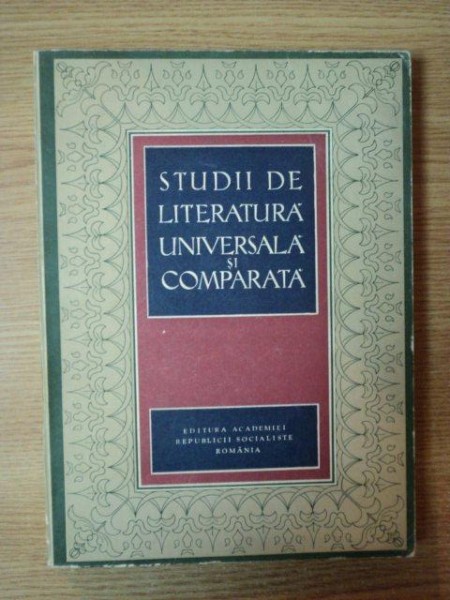 STUDII DE
LITERATURĂ
UNIVERSALĂ
ȘI
COMPARATĂ
EDITURA ACADEMIEI
REPUBLICII SOCIALISTE
ROMÂNIA